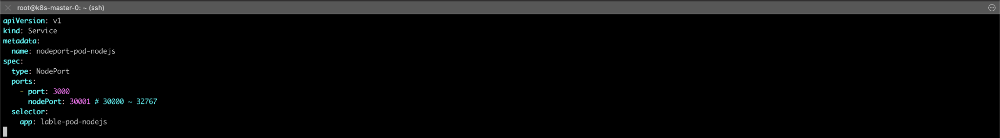 root@k8s-master-0: ~ (ssh)
apiVersion: v1
kind: Service
metadata:
  name: nodeport-pod-nodejs
spec:
  type: NodePort
  ports:
    - port: 3000
      nodePort: 30001 # 30000 ~ 32767
  selector:
    app: lable-pod-nodejs